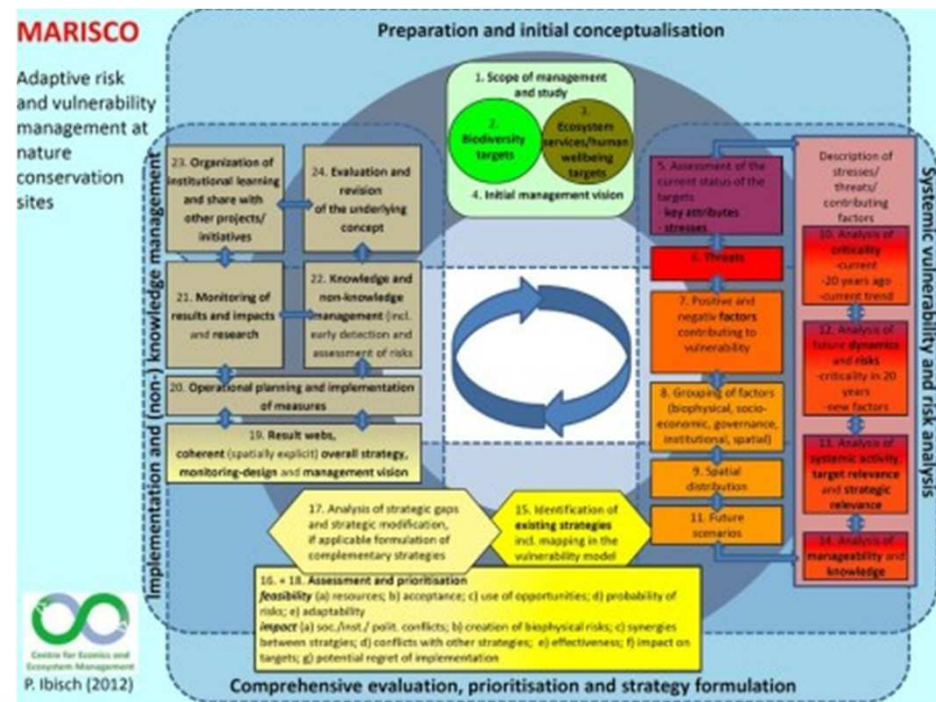 MARISCO
Adaptive risk
and vulnerability
management at
nature
conservation
sites
Preparation and initial conceptualisation
1. Scope of management
and study
2.
Biodiversity
targets
3.
Ecosystem
services/human
wellbeing
targets
4. Initial management vision
Systemic vulnerability and risk analysis
5. Assessment of the
current status of the
targets
- key attributes
- stresses
6. Threats
7. Positive and
negativ factors
contributing to
vulnerability
8. Grouping of factors
(biophysical, socio-
economic, governance,
institutional, spatial)
9. Spatial
distribution
11. Future
scenarios
Description of
stresses/
threats/
contributing
factors
10. Analysis of
criticality
-current
-20 years ago
-current trend
12. Analysis of
future dynamics
and risks
-criticality in 20
years
-new factors
13. Analysis of
systemic activity,
target relevance
and strategic
relevance
14. Analysis of
manageability and
knowledge
Comprehensive evaluation, prioritisation and strategy formulation
15. Identification of
existing strategies
incl. mapping in the
vulnerability model
17. Analysis of strategic gaps
and strategic modification,
if applicable formulation of
complementary strategies
16. + 18. Assessment and prioritisation
feasibility (a) resources; b) acceptance; c) use of opportunities; d) probability of
risks; e) adaptability
impact (a) soc./inst./ polit. conflicts; b) creation of biophysical risks; c) synergies
between stratgies; d) conflicts with other strategies; e) effectiveness; f) impact on
targets; g) potential regret of implementation
Implementation and (non-) knowledge management
19. Result webs,
coherent (spatially explicit) overall strategy,
monitoring-design and management vision
20. Operational planning and implementation
of measures
21. Monitoring of
results and impacts
and research
22. Knowledge and
non-knowledge
management (incl.
early detection and
assessment of risks)
23. Organization of
institutional learning
and share with
other projects/
initiatives
24. Evaluation and
revision
of the underlying
concept
Centre for Econics and
Ecosystem Management
P. Ibisch (2012)